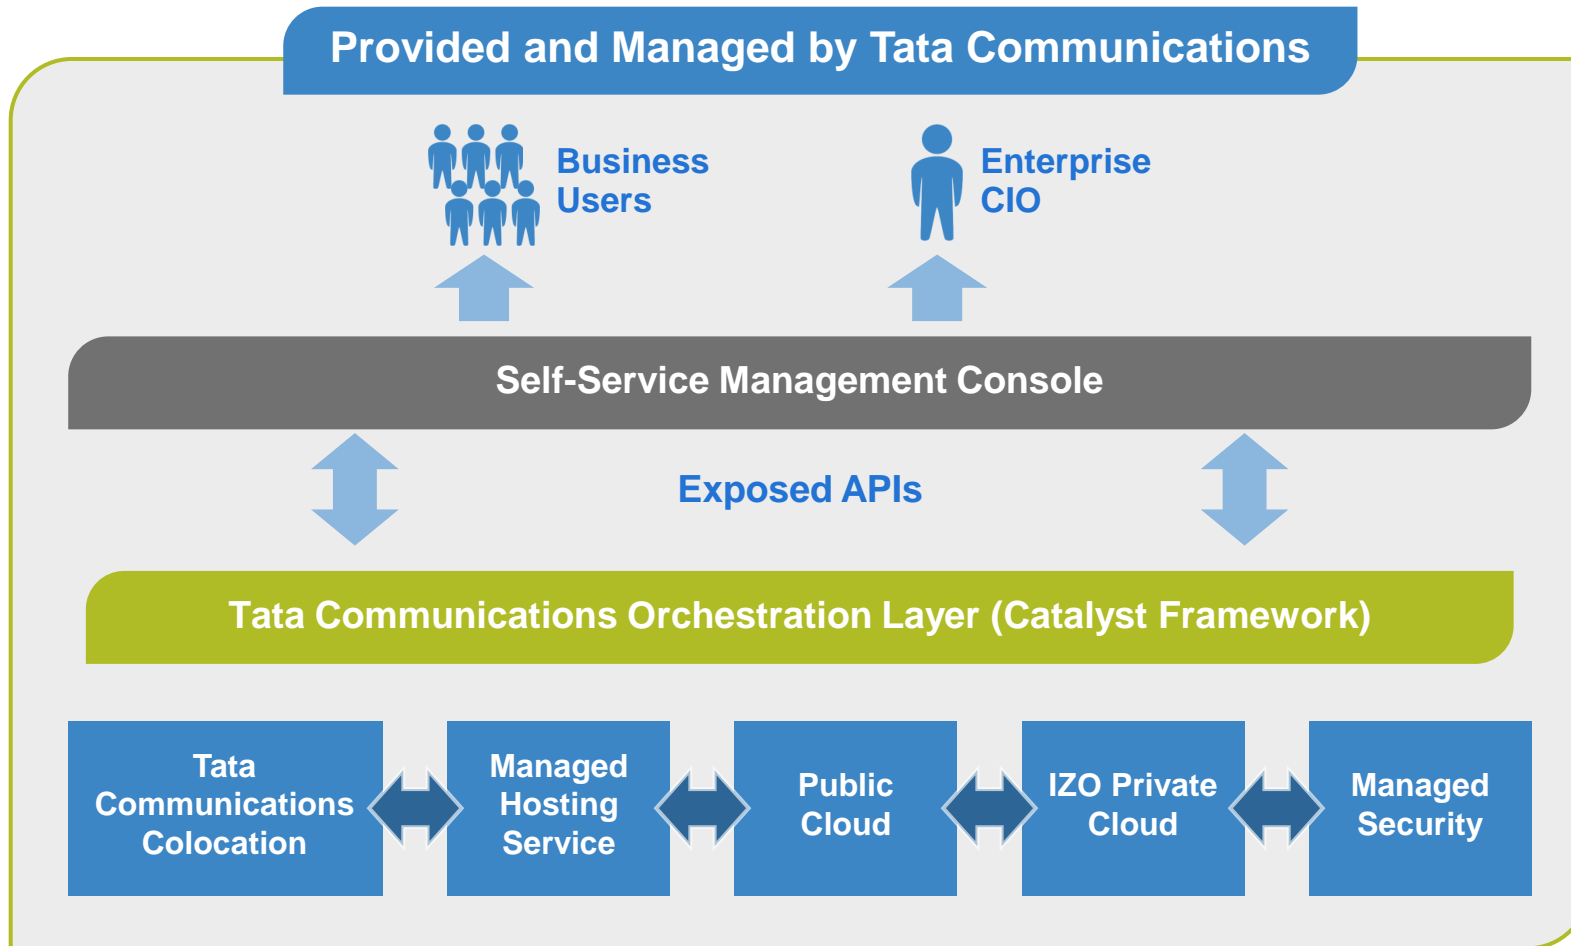 Provided and Managed by Tata Communications
Business
Users
Enterprise
CIO
Self-Service Management Console
Exposed APIs
Tata Communications Orchestration Layer (Catalyst Framework)
Tata
Communications
Colocation
Managed
Hosting
Service
Public
Cloud
IZO Private
Cloud
Managed
Security